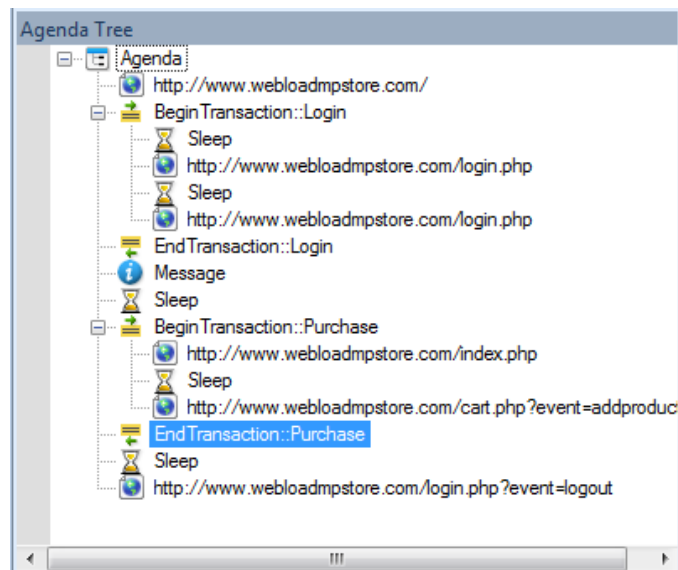 Agenda Tree
Agenda
http://www.webloadmpstore.com/
BeginTransaction::Login
Sleep
http://www.webloadmpstore.com/login.php
Sleep
http://www.webloadmpstore.com/login.php
EndTransaction::Login
Message
Sleep
BeginTransaction::Purchase
http://www.webloadmpstore.com/index.php
Sleep
http://www.webloadmpstore.com/cart.php?event=addproduct
EndTransaction::Purchase
Sleep
http://www.webloadmpstore.com/login.php?event=logout